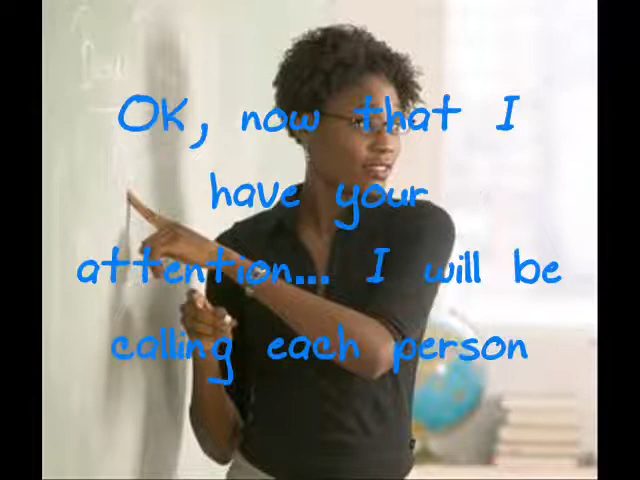 OK, now that I
have your
attention... I will be
calling each person